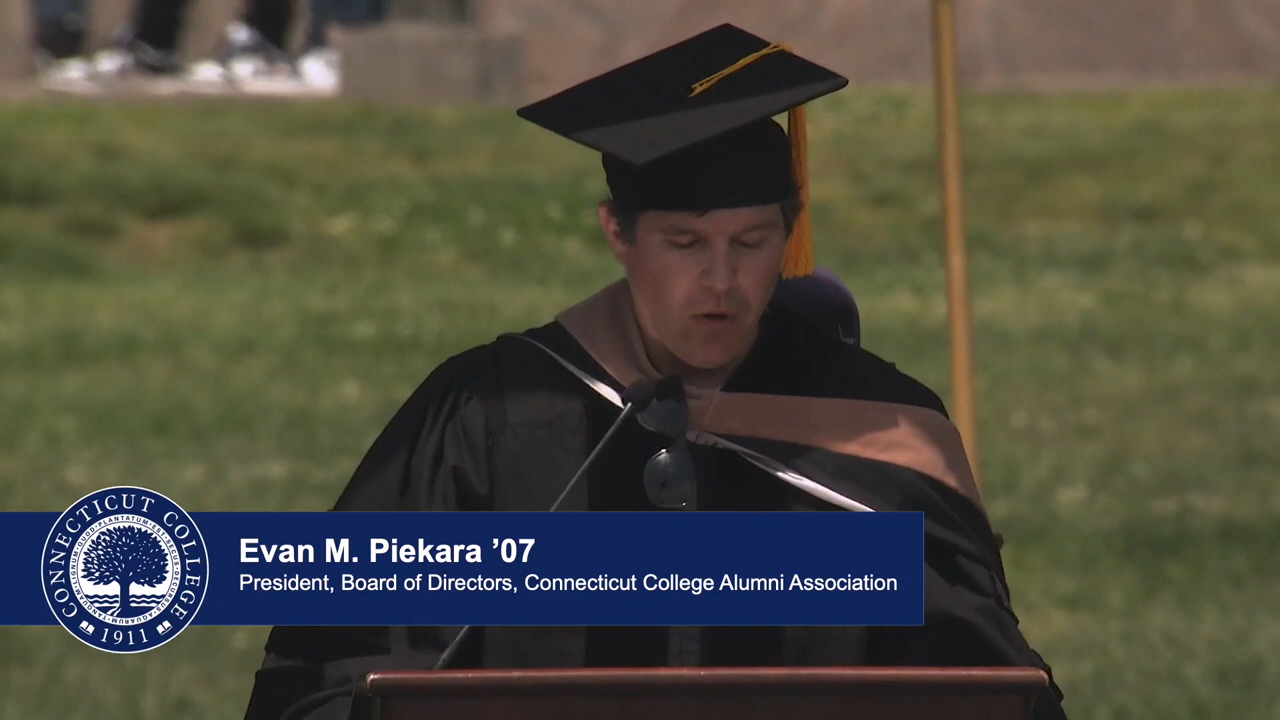 CONNECTICUT COLLEGE
1911
Evan M. Piekara ’07
President, Board of Directors, Connecticut College Alumni Association